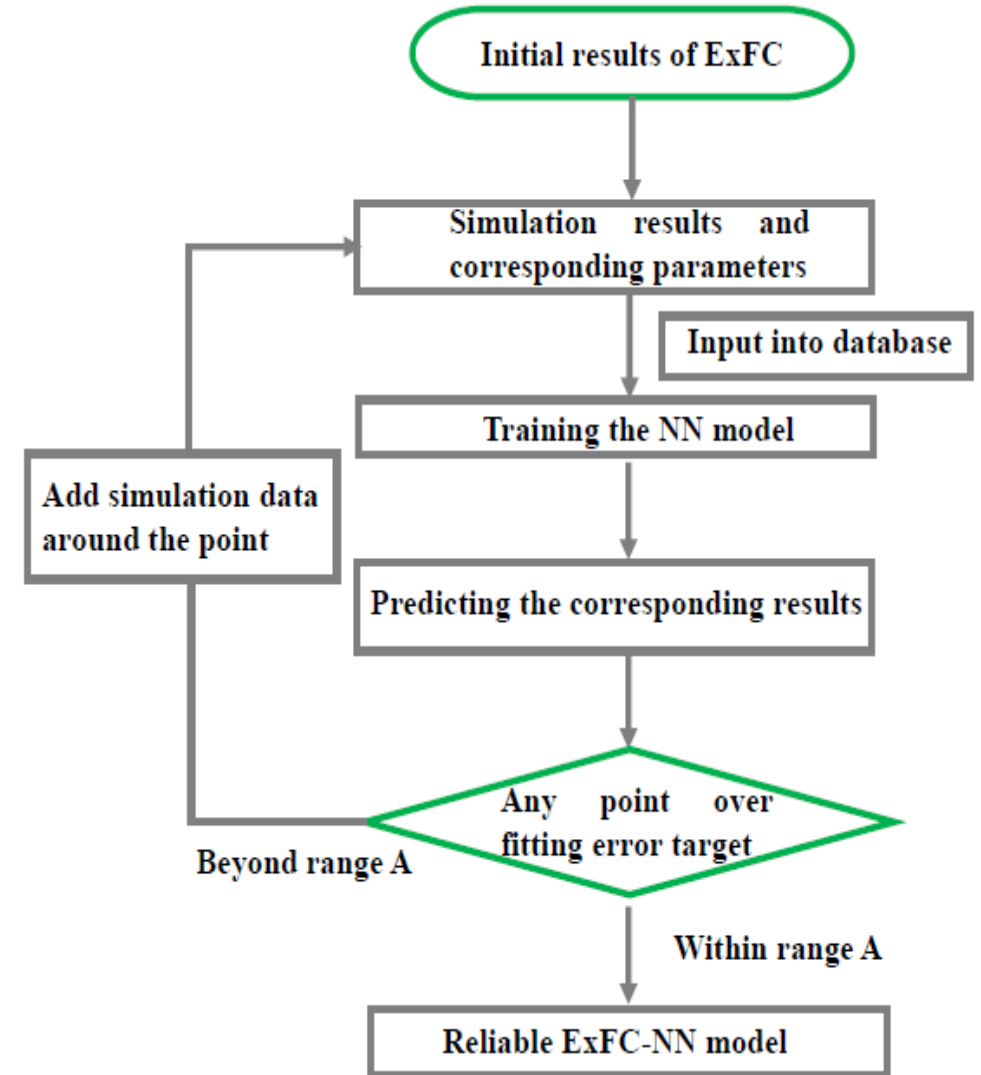 Initial results of ExFC
Simulation results and
corresponding parameters
Input into database
Training the NN model
Add simulation data
around the point
Predicting the corresponding results
Any point over
fitting error target
Beyond range A
Within range A
Reliable ExFC-NN model